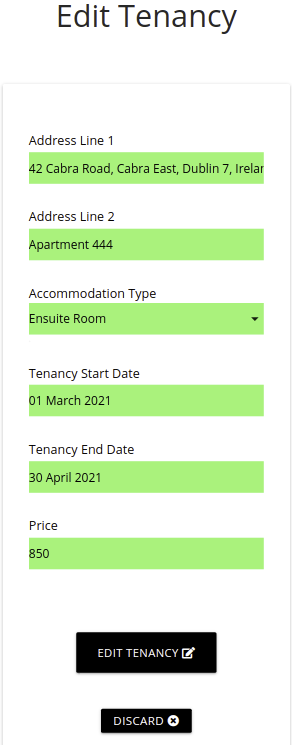 Edit Tenancy
Address Line 1
42 Cabra Road, Cabra East, Dublin 7,
Address Line 2
Apartment 444
Accommodation Type
Ensuite Room
Tenancy Start Date
01 March 2021
Tenancy End Date
30 April 2021
Price
850
EDIT TENANCY
DISCARD